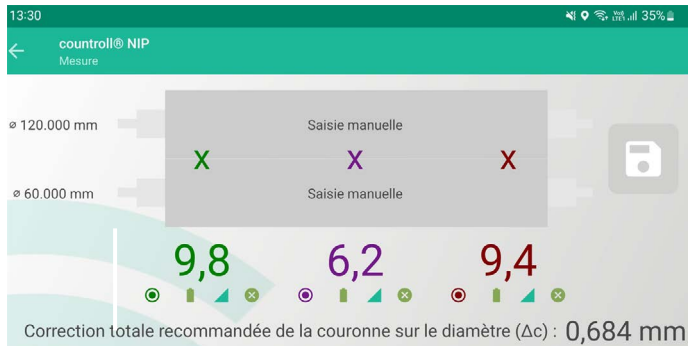 13:30
35%
countroll® NIP
Mesure
ø 120.000 mm
Saisie manuelle
X X X
ø 60.000 mm
Saisie manuelle
9,8 6,2 9,4
Correction totale recommandée de la couronne sur le diamètre (Δc) : 0,684 mm